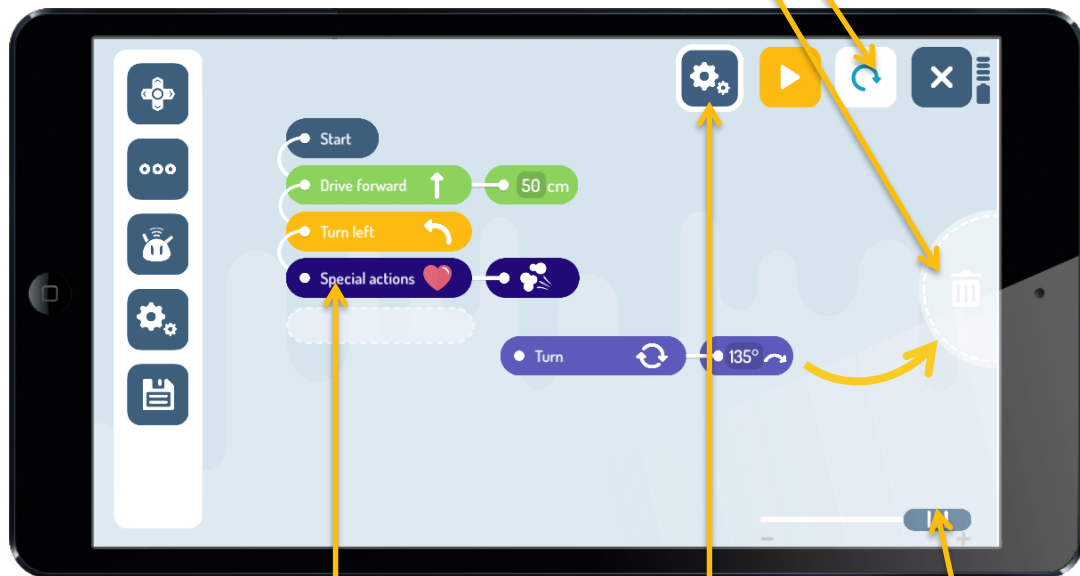 Start
Drive forward 50 cm
Turn left
Special actions
Turn 135°
- +